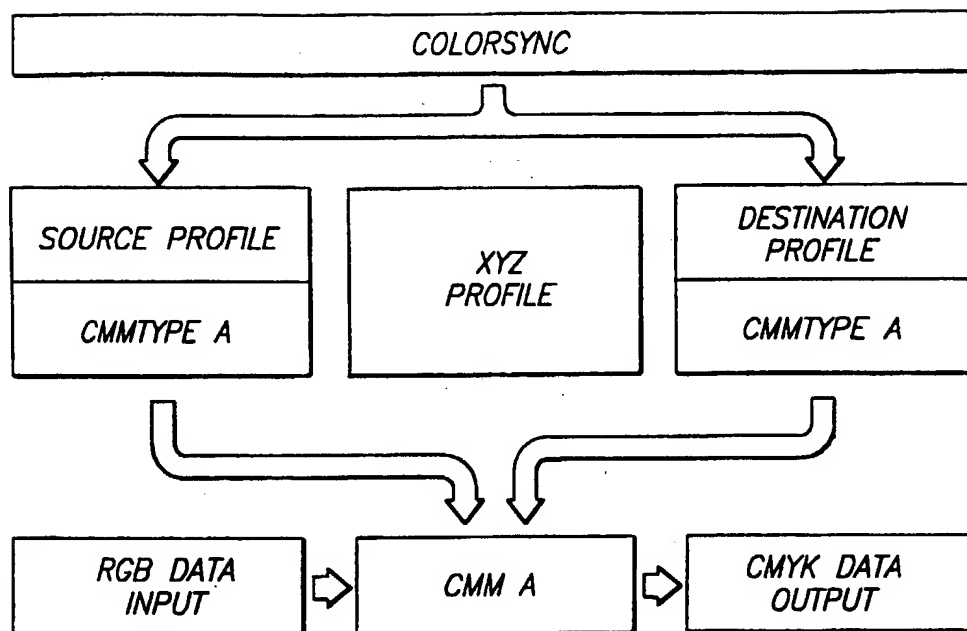 COLORSYNC
SOURCE PROFILE
CMMTYPE A
XYZ
PROFILE
DESTINATION
PROFILE
CMMTYPE A
RGB DATA
INPUT
CMM A
CMYK DATA
OUTPUT